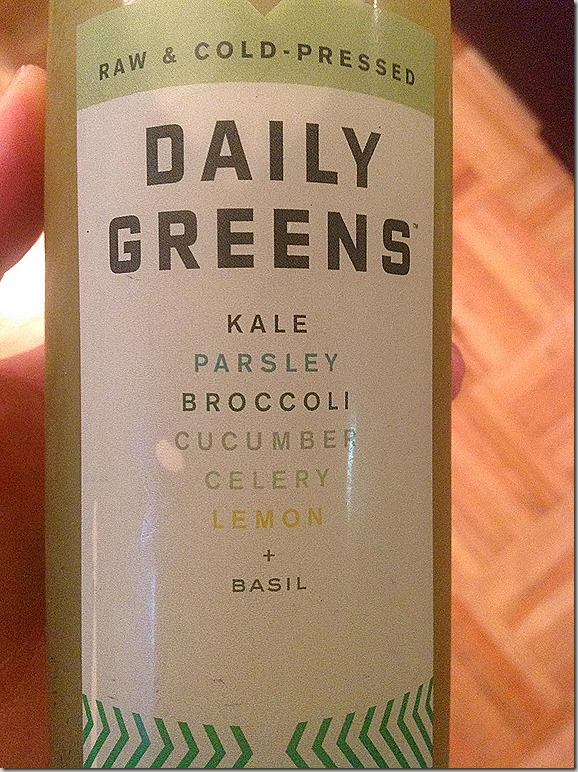 RAW & COLD-PRESSED
DAILY
GREENS™
KALE
PARSLEY
BROCCOLI
CUCUMBER
CELERY
LEMON
+
BASIL